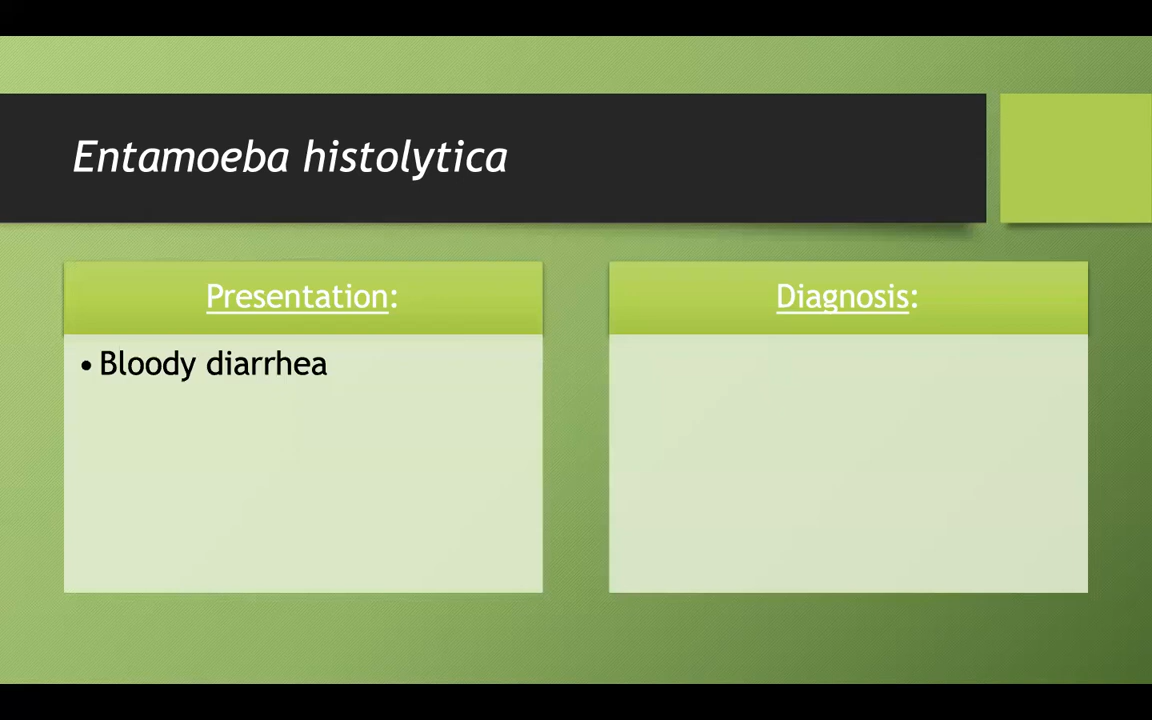 Entamoeba histolytica
Presentation:
• Bloody diarrhea
Diagnosis: